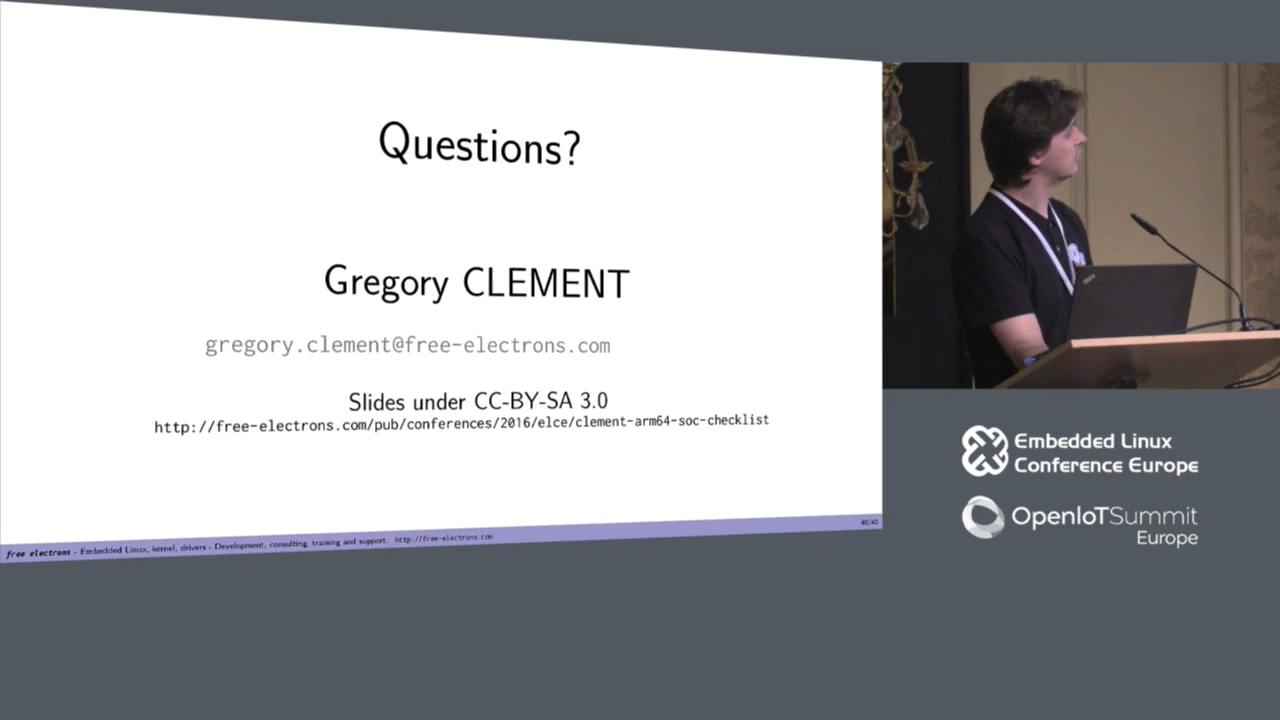 Questions?
Gregory CLEMENT
gregory.clement@free-electrons.com
Slides under CC-BY-SA 3.0
http://free-electrons.com/pub/conferences/2016/elce/clement-arm64-soc-checklist
40/40
free electrons - Embedded Linux, kernel, drivers - Development, consulting, training and support. http://free-electrons.com
Embedded Linux
Conference Europe
OpenIoTSummit
Europe